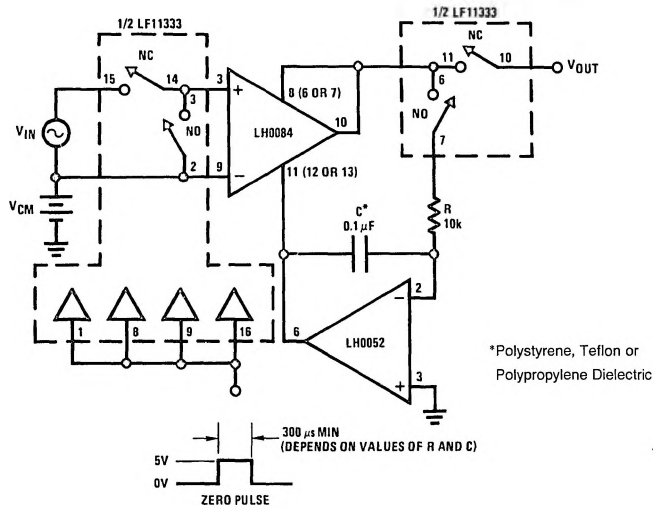 1/2 LF11333
1/2 LF11333
NC
15
14
3
3
+
8 (6 OR 7)
LH0084
10
NO
VIN
2
9
−
11 (12 OR 13)
VCM
NC
11
10
VOUT
6
NO
7
R
10k
C*
0.1 μF
2
−
6
LH0052
3
+
1
8
9
16
*Polystyrene, Teflon or
Polypropylene Dielectric
300 μs MIN
(DEPENDS ON VALUES OF R AND C)
5V
0V
ZERO PULSE